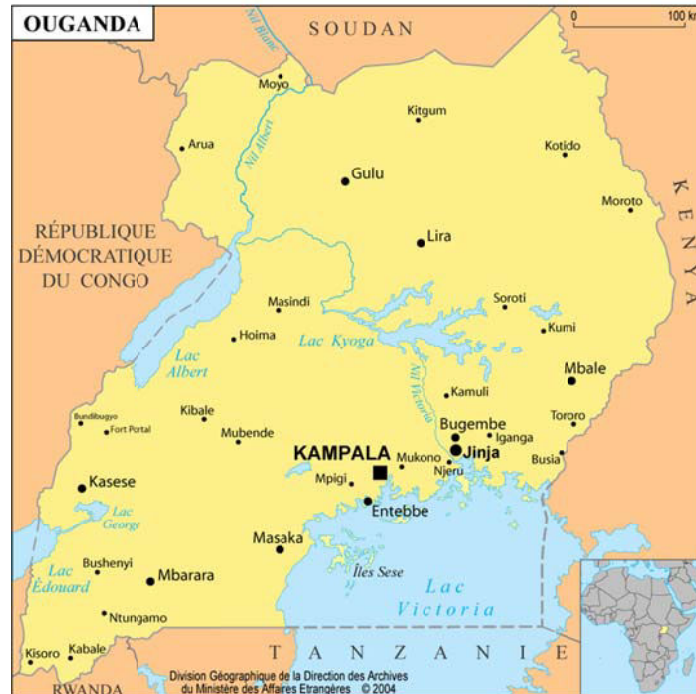 OUGANDA
0 100 km
SOUDAN
Nil Blanc
Moyo
Kitgum
Arua
Nil Albert
Kotido
Gulu
KENYA
Moroto
RÉPUBLIQUE
DÉMOCRATIQUE
DU CONGO
Lira
Masindi
Soroti
Hoima
Lac Kyoga
Kumi
Lac
Albert
Nil Victoria
Mbale
Kamuli
Bundibugyo
Kibale
Tororo
Fort Portal
Bugembe
Mubende
Iganga
KAMPALA
Jinja
Mukono
Busia
Njeru
Kasese
Mpigi
Entebbe
Lac
George
Masaka
Bushenyi
Îles Sese
Lac
Édouard
Mbarara
Lac
Victoria
Ntungamo
Kisoro
Kabale
TANZANIE
RWANDA
Division Géographique de la Direction des Archives
du Ministère des Affaires Etrangères © 2004